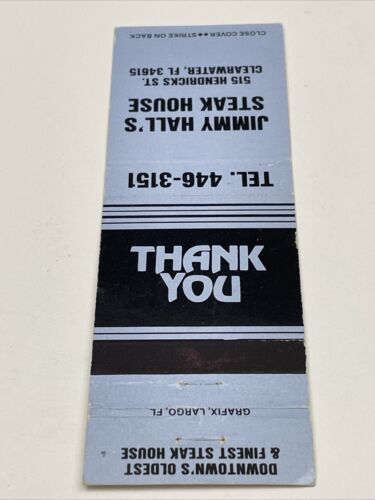 CLOSE COVER●●STRIKE ON BACK
JIMMY HALL'S
STEAK HOUSE
515 HENDRICKS ST.
CLEARWATER, FL 34615
TEL. 446-3151
THANK
YOU
GRAFIX, LARGO, FL
DOWNTOWN'S OLDEST
& FINEST STEAK HOUSE